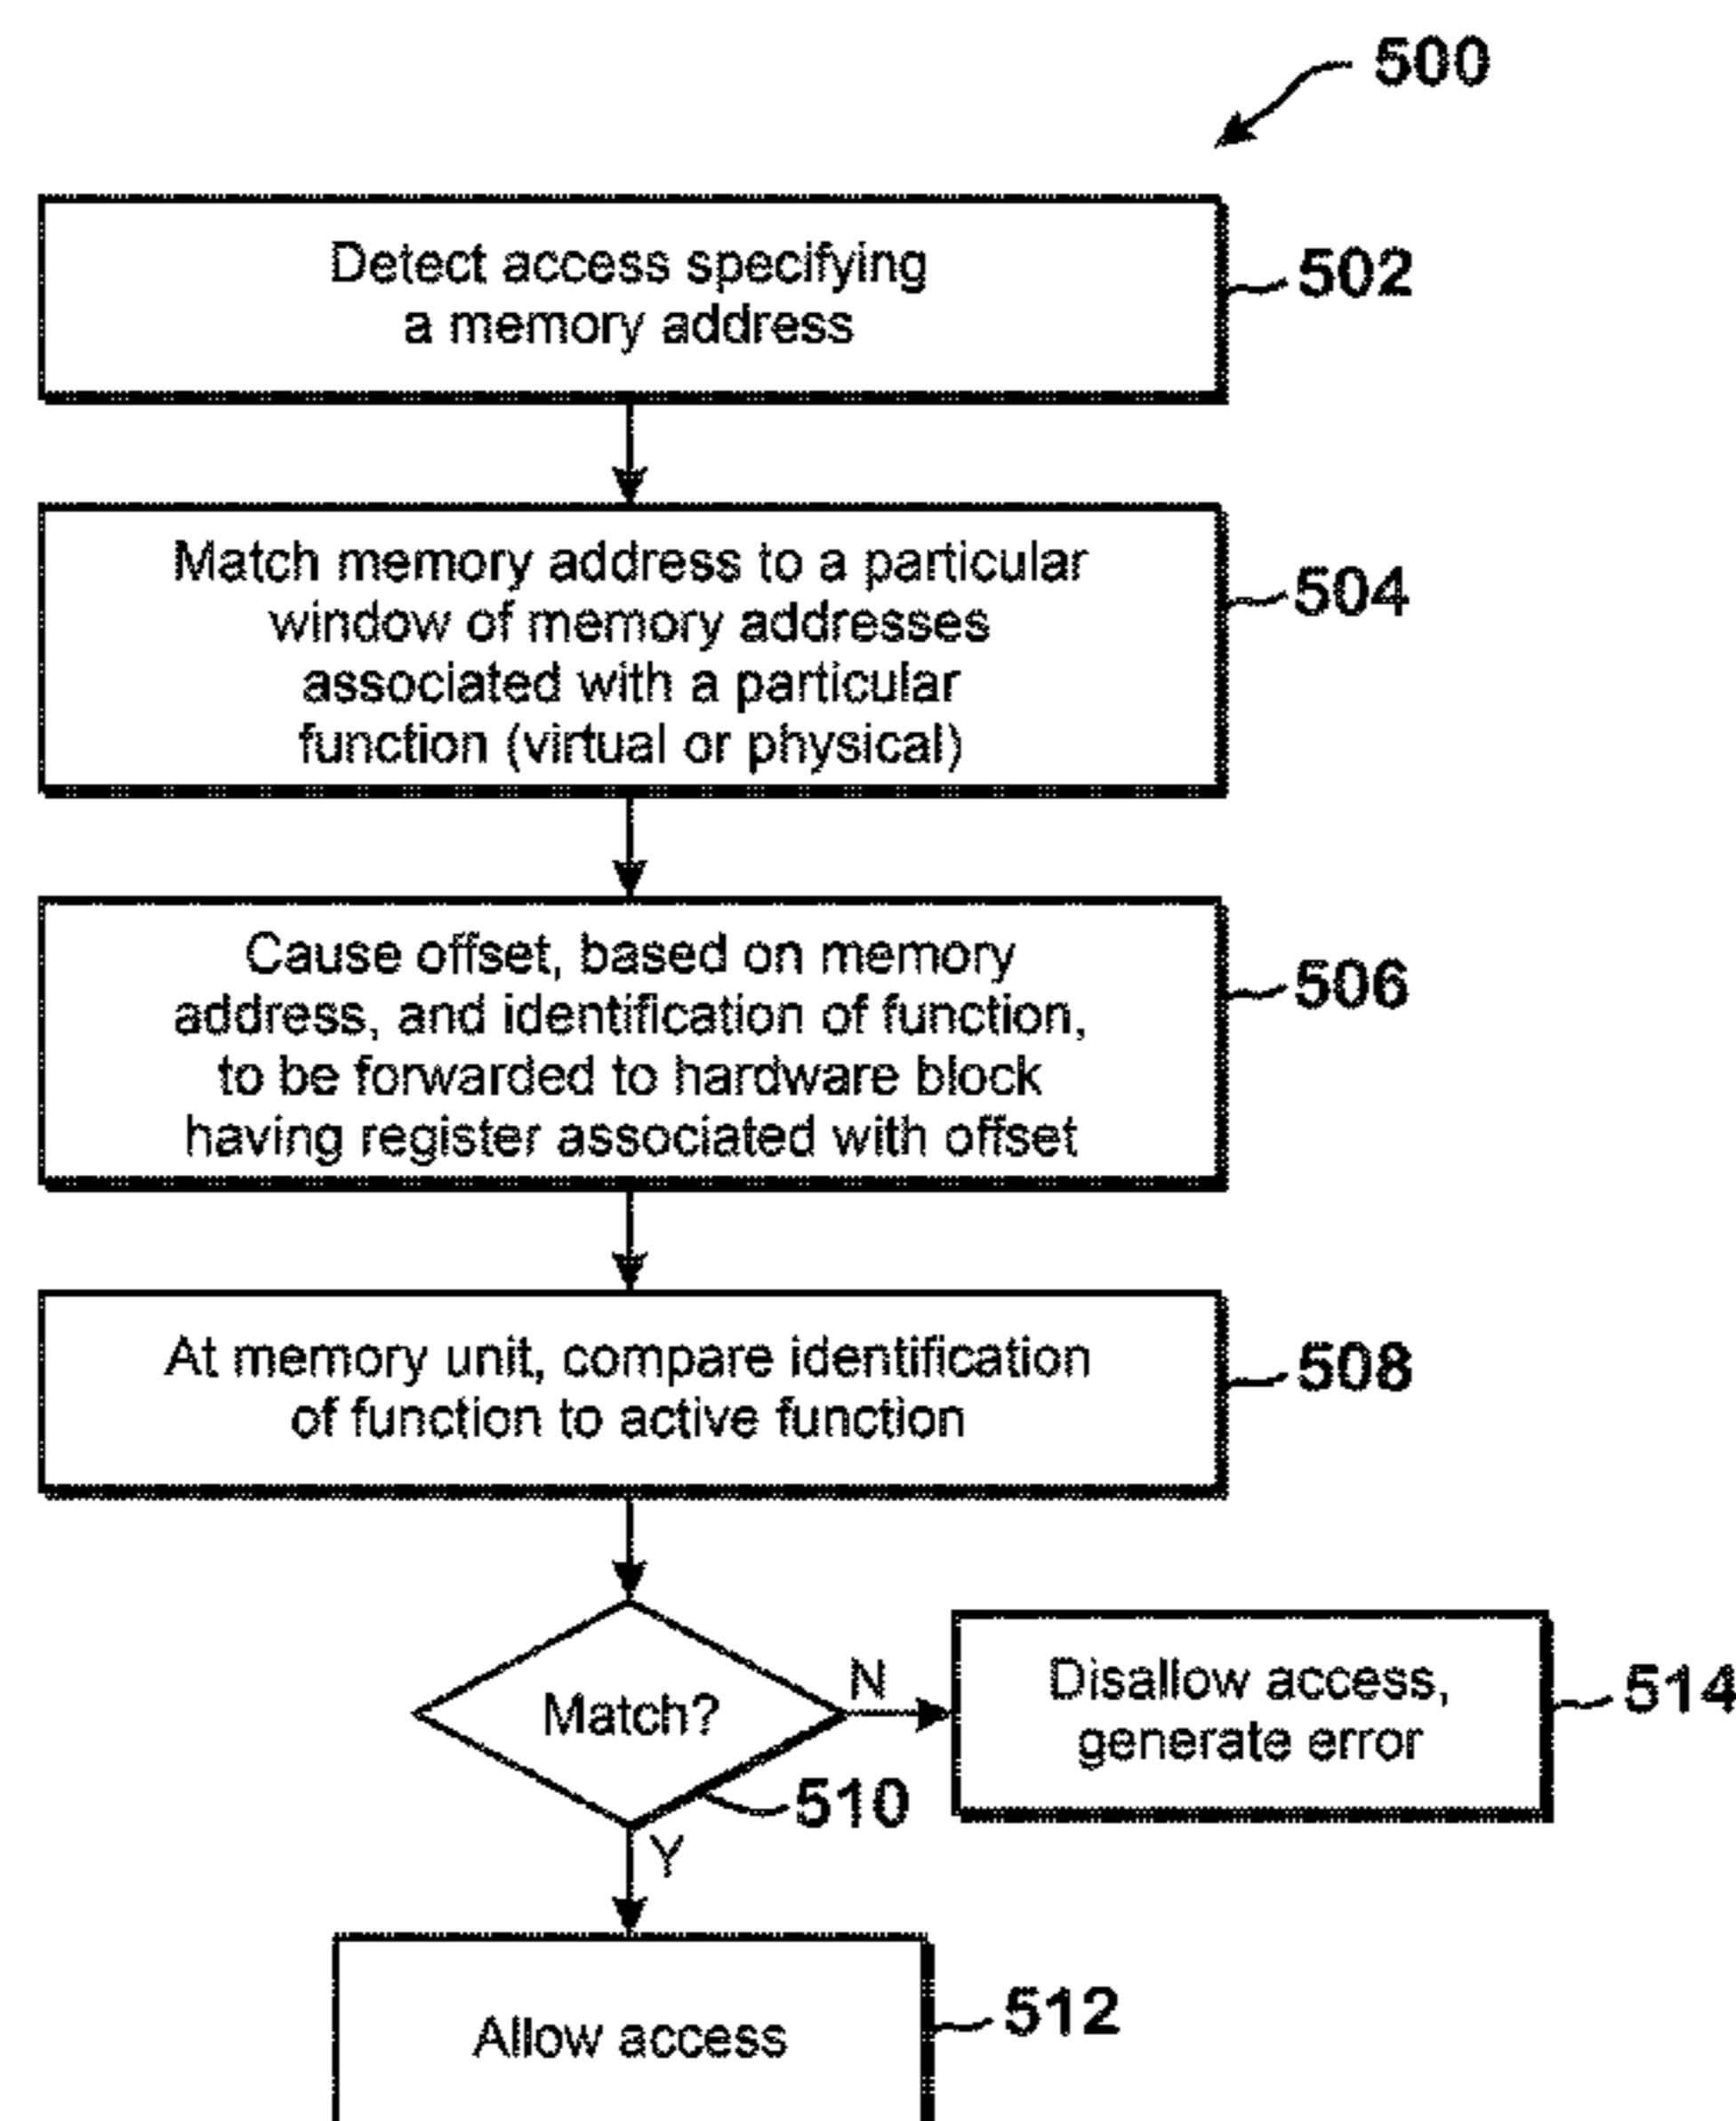 500
Detect access specifying
a memory address
502
Match memory address to a particular
window of memory addresses
associated with a particular
function (virtual or physical)
504
Cause offset, based on memory
address, and identification of function,
to be forwarded to hardware block
having register associated with offset
506
At memory unit, compare identification
of function to active function
508
Match?
N
510
Y
Disallow access,
generate error
514
Allow access
512